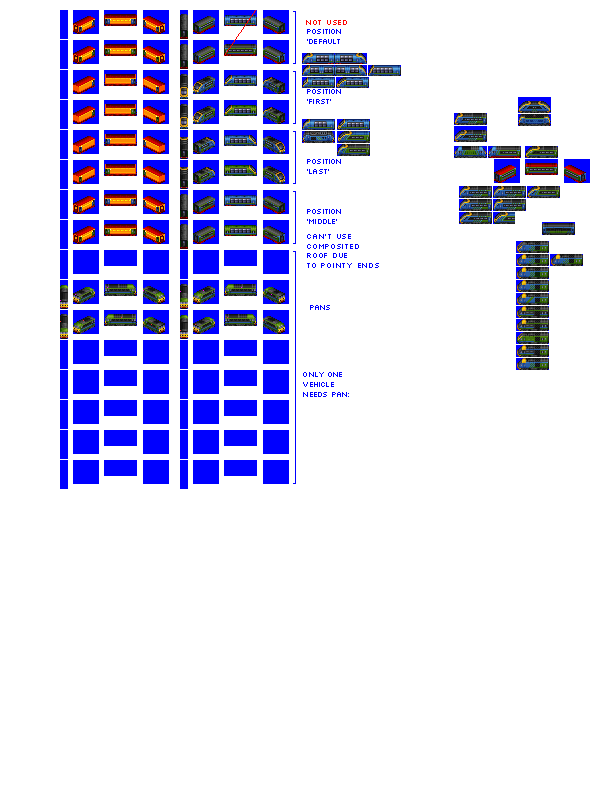 NOT USED
POSITION
'DEFAULT
POSITION
'FIRST'
POSITION
'LAST'
POSITION
'MIDDLE'
CAN'T USE
COMPOSITED
ROOF DUE
TO POINTY ENDS
PANS
ONLY ONE
VEHICLE
NEEDS PAN: